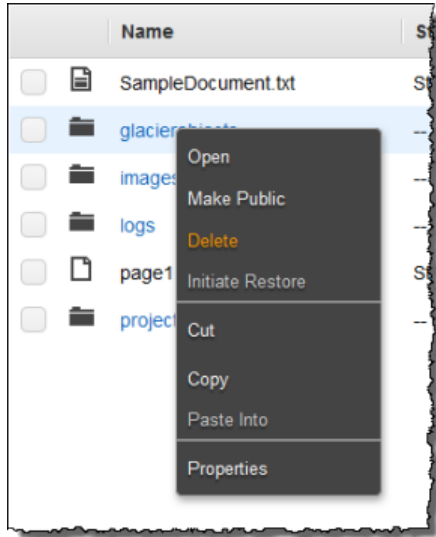 Name
SampleDocument.txt
Open
images
Make Public
logs
Delete
page1
Initiate Restore
Cut
Copy
Paste Into
Properties
--
--
--
--